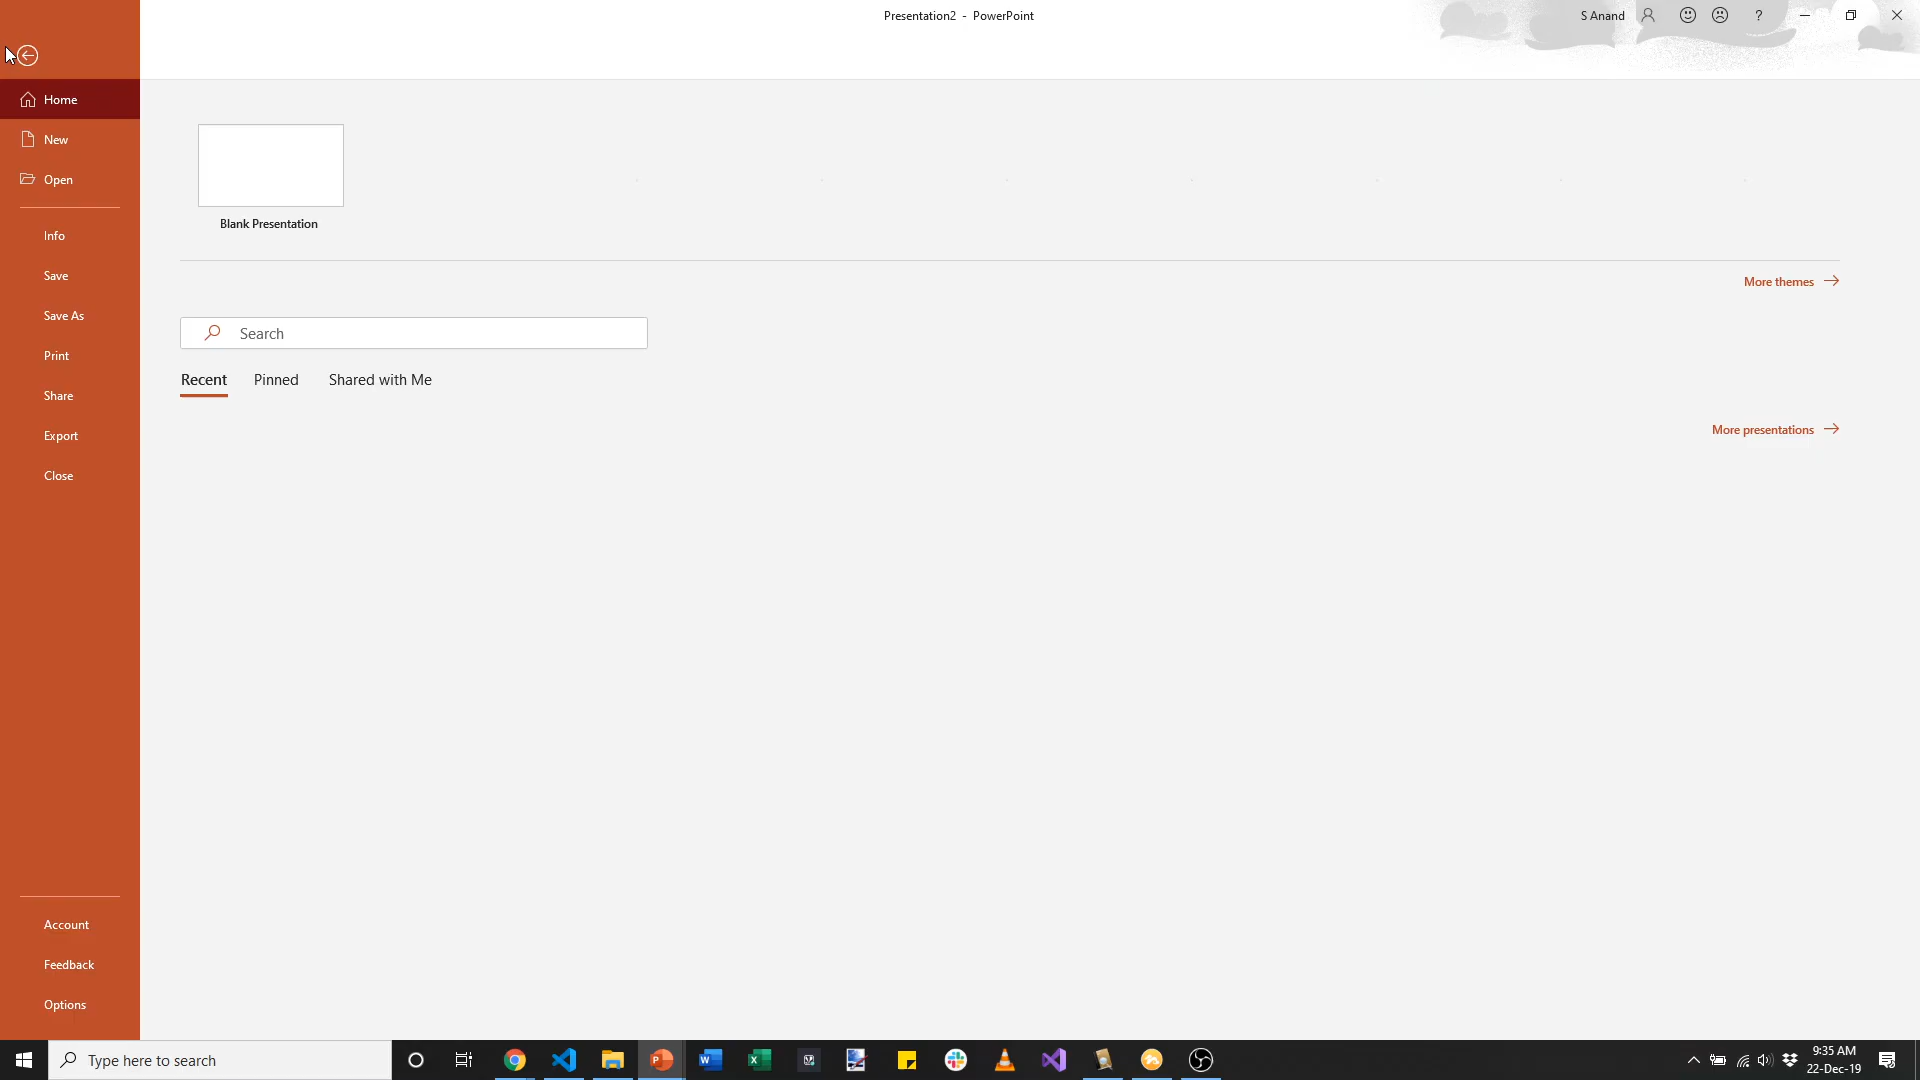 Presentation2 - PowerPoint
S Anand
?
Home
New
Open
Info
Save
Save As
Print
Share
Export
Close
Account
Feedback
Options
Blank Presentation
More themes
Search
Recent Pinned Shared with Me
More presentations
Type here to search
9:35 AM
22-Dec-19